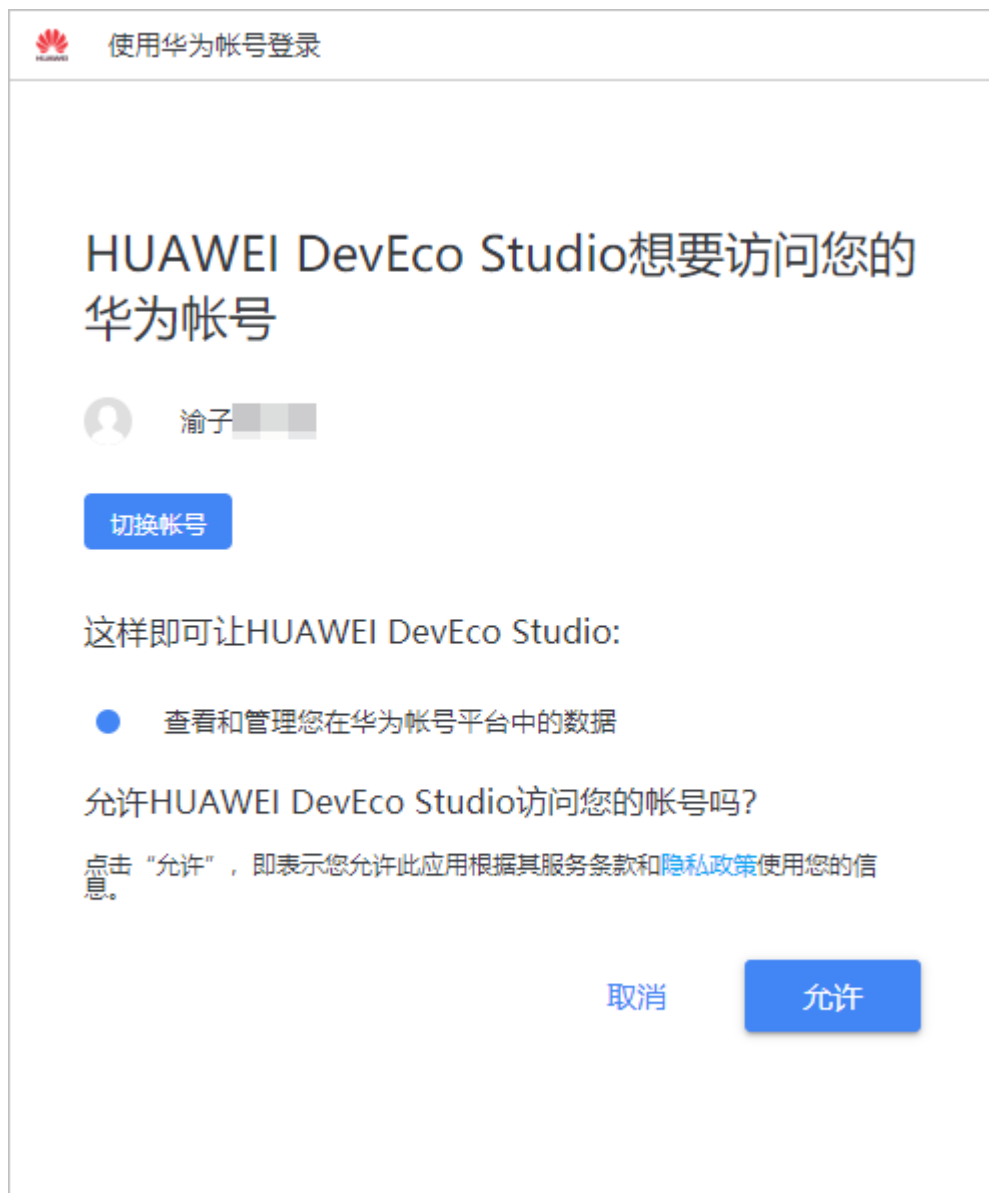 HUAWEI
使用华为帐号登录
HUAWEI DevEco Studio想要访问您的
华为帐号
渝子
切换帐号
这样即可让HUAWEI DevEco Studio:
查看和管理您在华为帐号平台中的数据
允许HUAWEI DevEco Studio访问您的帐号吗?
点击“允许”，即表示您允许此应用根据其服务条款和隐私政策使用您的信
息。
取消
允许